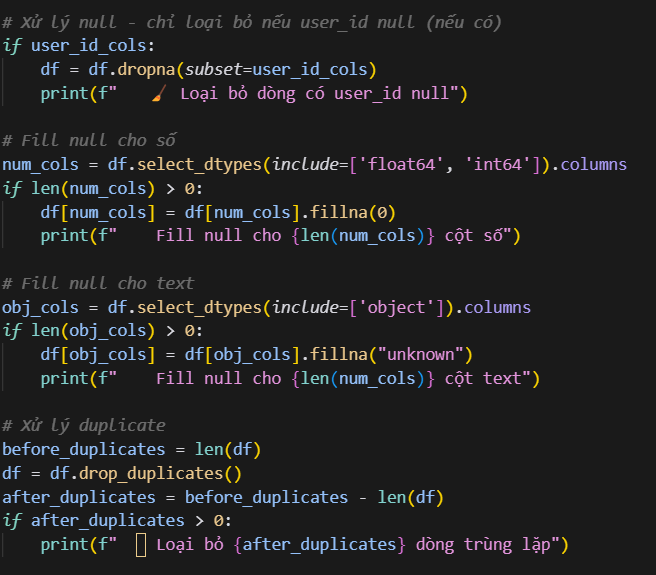 # Xử lý null - chỉ loại bỏ nếu user_id null (nếu có)
if user_id_cols:
    df = df.dropna(subset=user_id_cols)
    print(f"   🧹 Loại bỏ dòng có user_id null")

# Fill null cho số
num_cols = df.select_dtypes(include=['float64', 'int64']).columns
if len(num_cols) > 0:
    df[num_cols] = df[num_cols].fillna(0)
    print(f"    Fill null cho {len(num_cols)} cột số")

# Fill null cho text
obj_cols = df.select_dtypes(include=['object']).columns
if len(obj_cols) > 0:
    df[obj_cols] = df[obj_cols].fillna("unknown")
    print(f"    Fill null cho {len(num_cols)} cột text")

# Xử lý duplicate
before_duplicates = len(df)
df = df.drop_duplicates()
after_duplicates = before_duplicates - len(df)
if after_duplicates > 0:
    print(f"    Loại bỏ {after_duplicates} dòng trùng lặp")